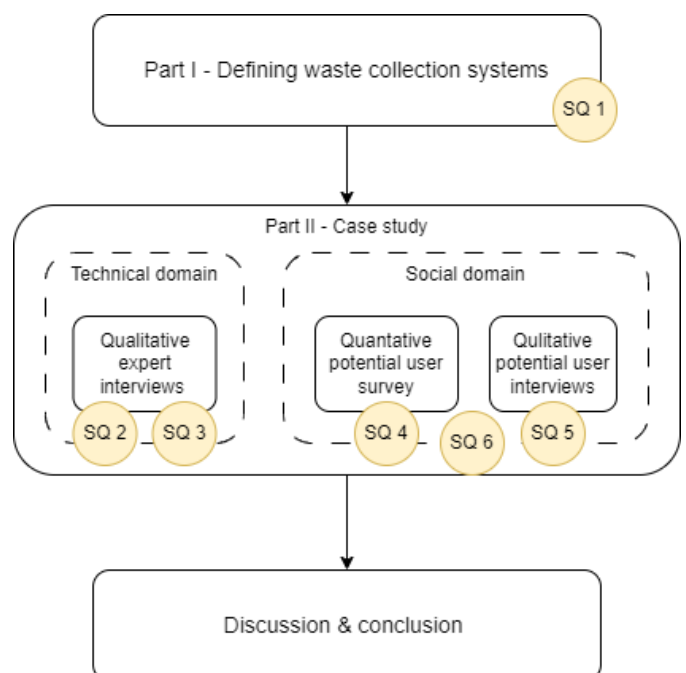 Part I - Defining waste collection systems
SQ 1
Part II - Case study
Technical domain
Qualitative
expert
interviews
SQ 2
SQ 3
Social domain
Quantative
potential user
survey
SQ 4
Qulitative
potential user
interviews
SQ 5
SQ 6
Discussion & conclusion